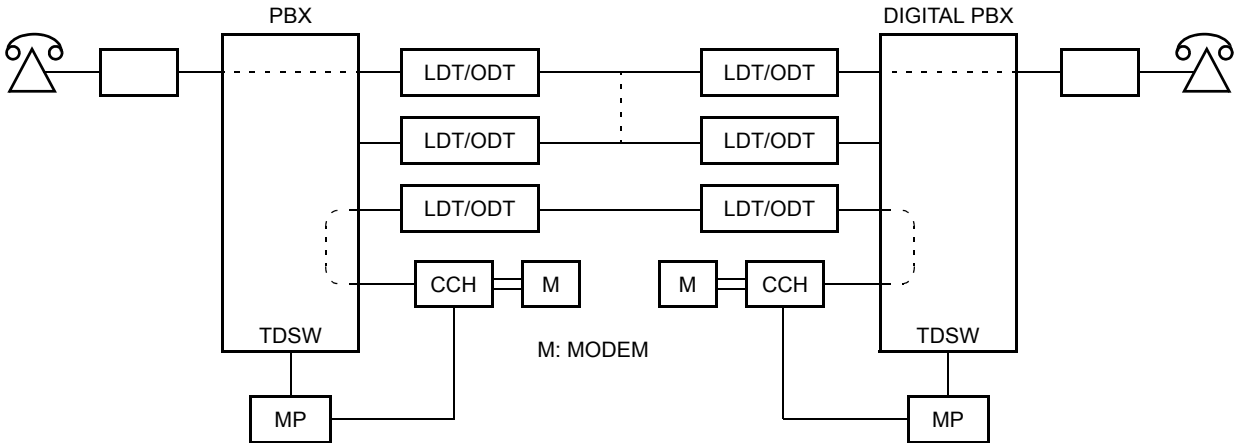 PBX
DIGITAL PBX
LDT/ODT
LDT/ODT
LDT/ODT
LDT/ODT
LDT/ODT
LDT/ODT
CCH
M
M
CCH
TDSW
M: MODEM
TDSW
MP
MP